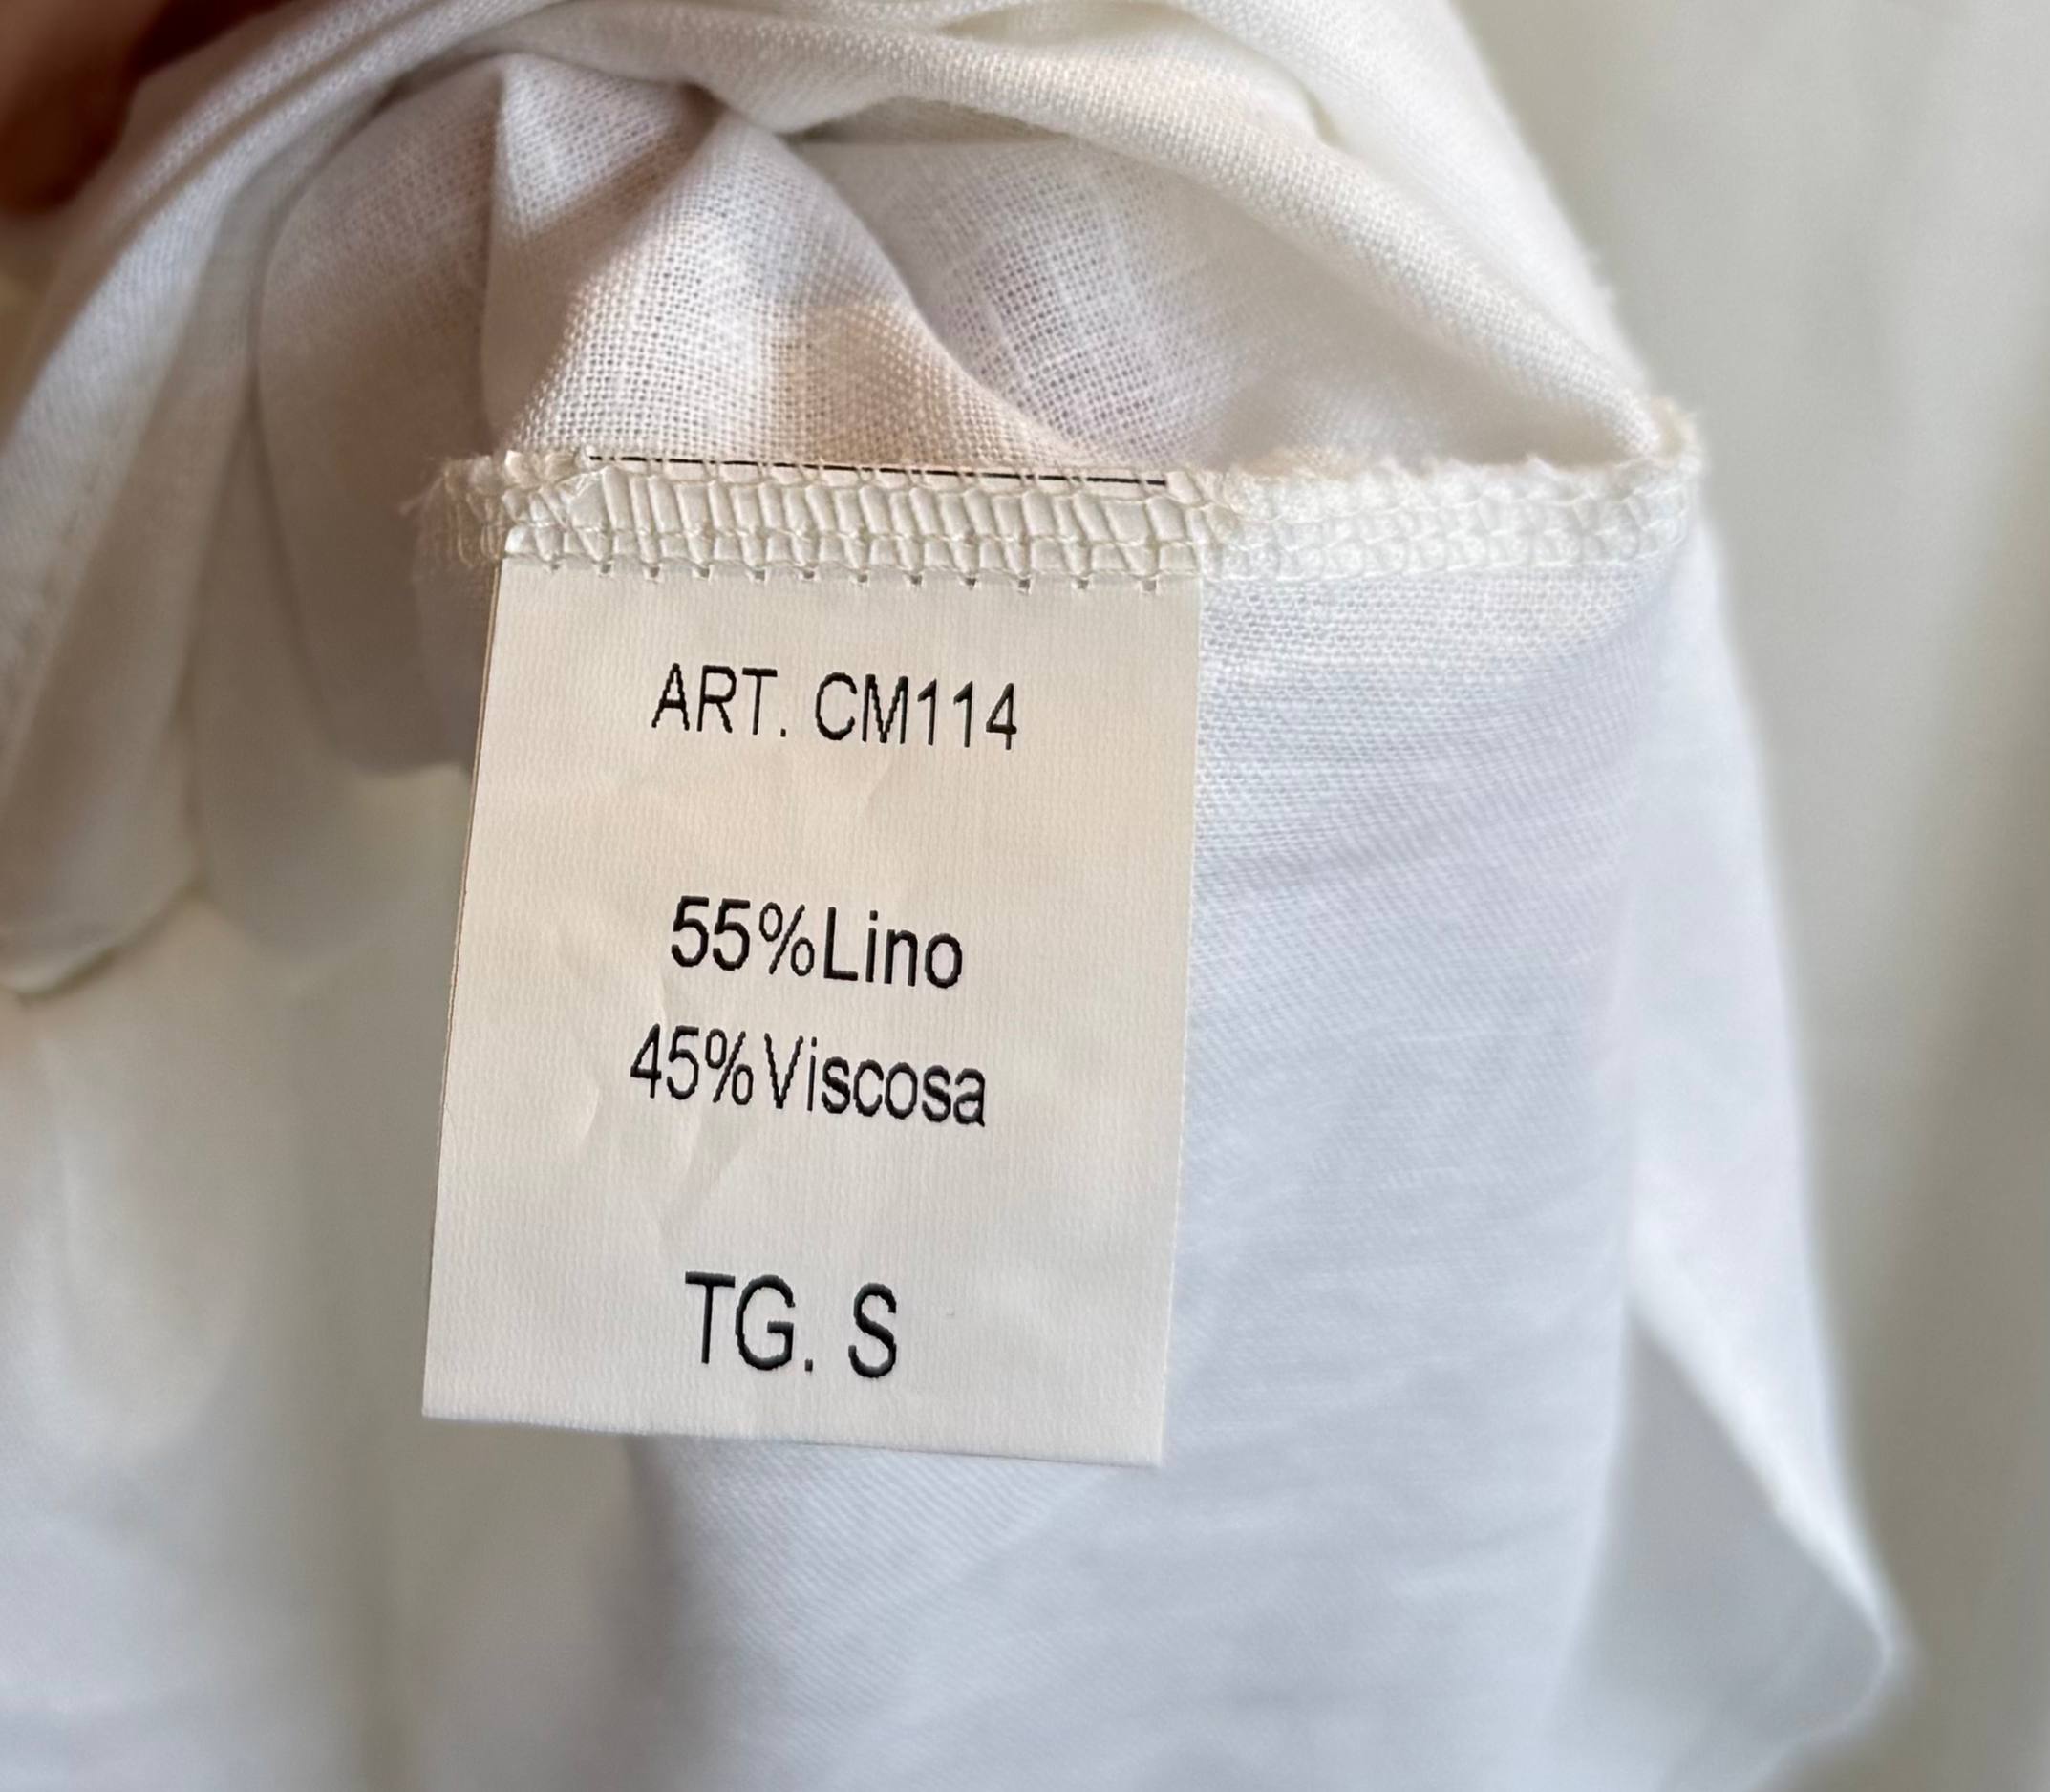 ART. CM114
55%Lino
45%Viscosa
TG. S